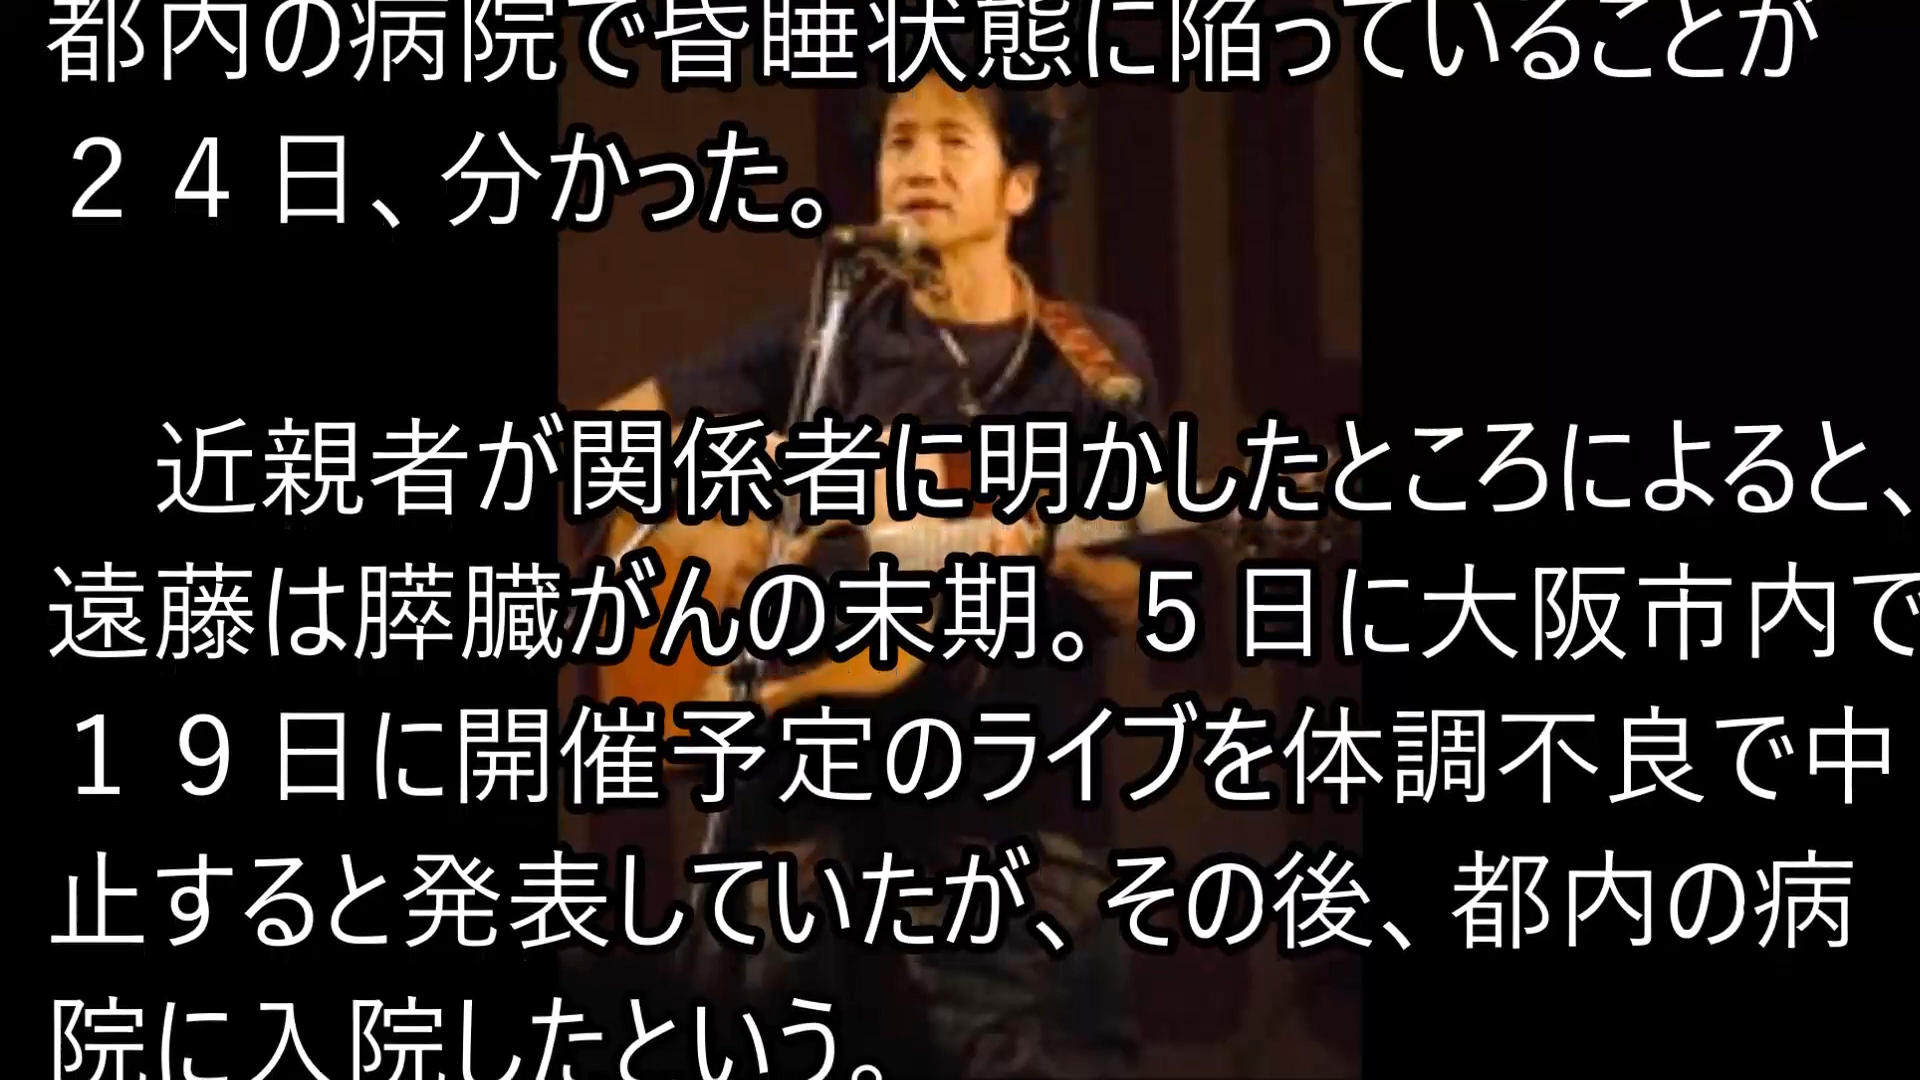 都内の病院で昏睡状態に陥っていることが
２４日、分かった。
　近親者が関係者に明かしたところによると、
遠藤は膵臓がんの末期。５日に大阪市内で
１９日に開催予定のライブを体調不良で中
止すると発表していたが、その後、都内の病
院に入院したという。